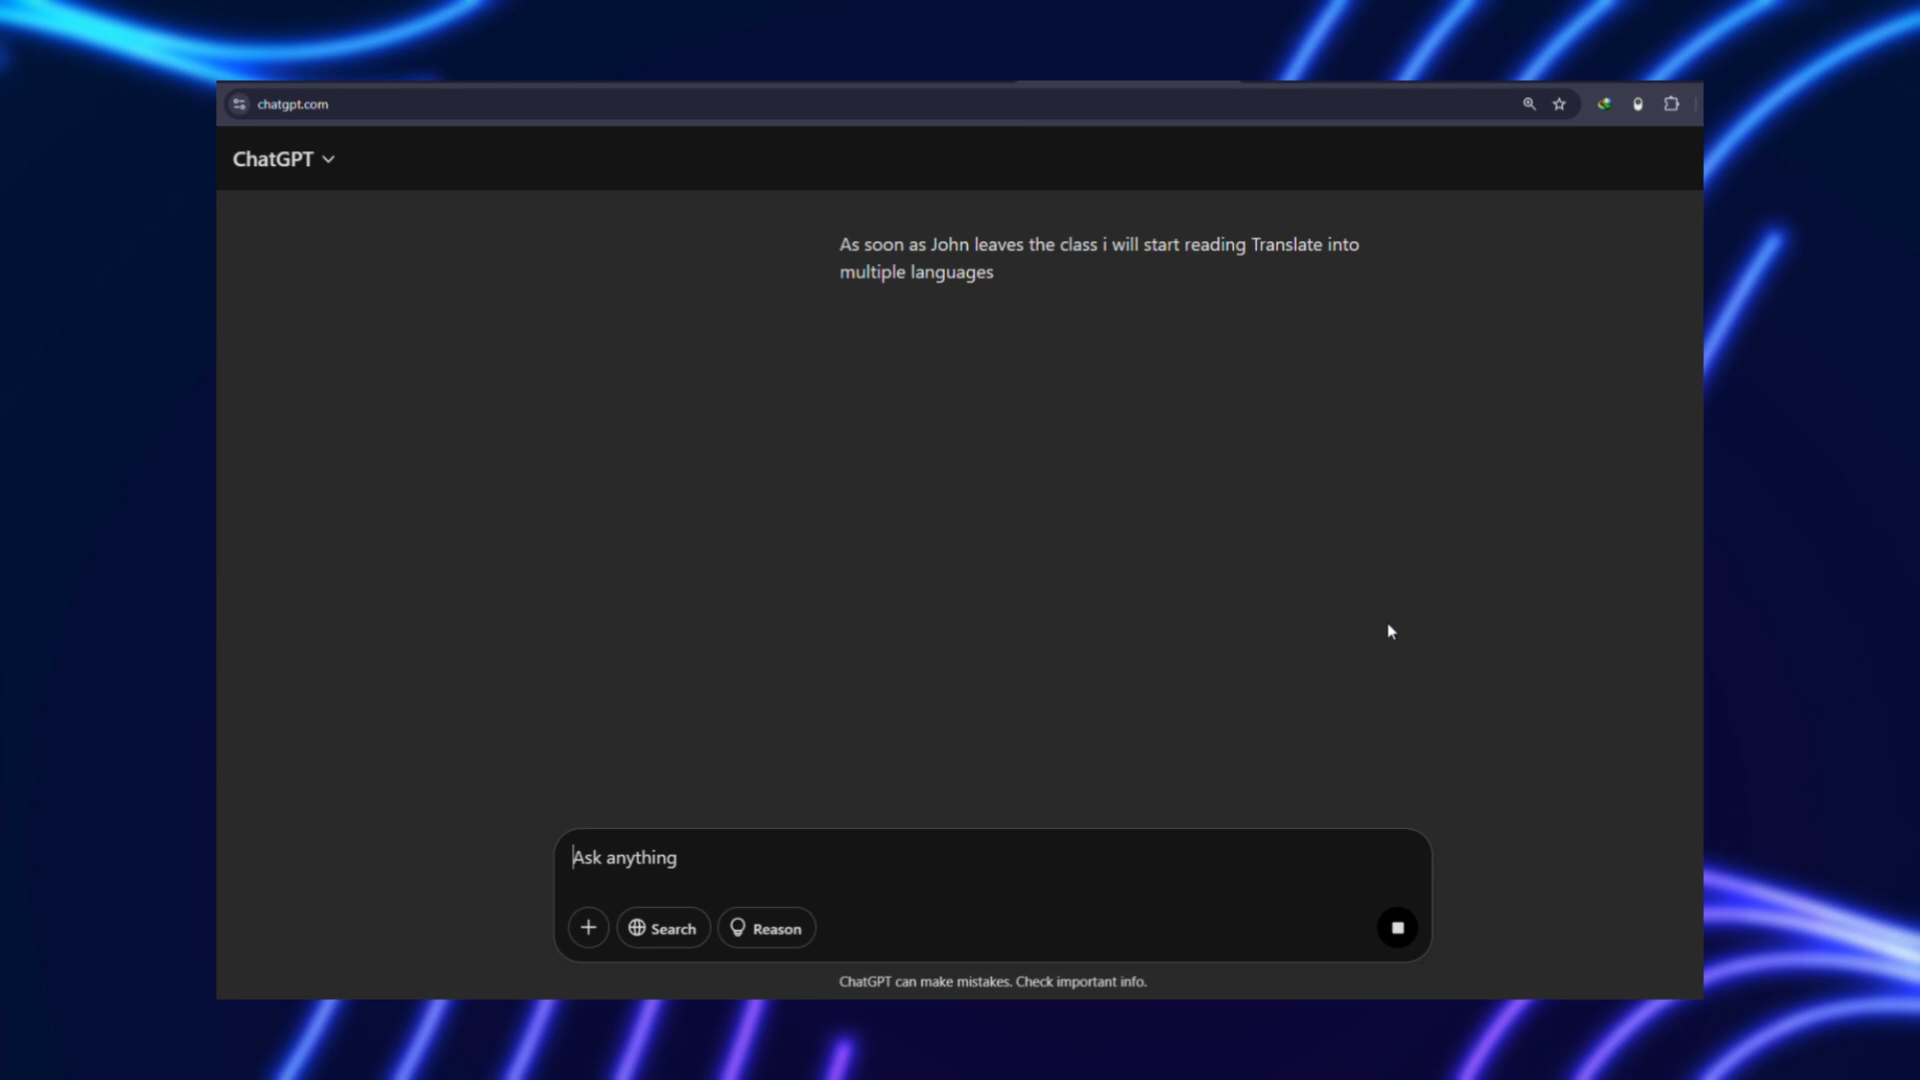 chatgpt.com
ChatGPT
As soon as John leaves the class i will start reading Translate into
multiple languages
Ask anything
Search
Reason
ChatGPT can make mistakes. Check important info.